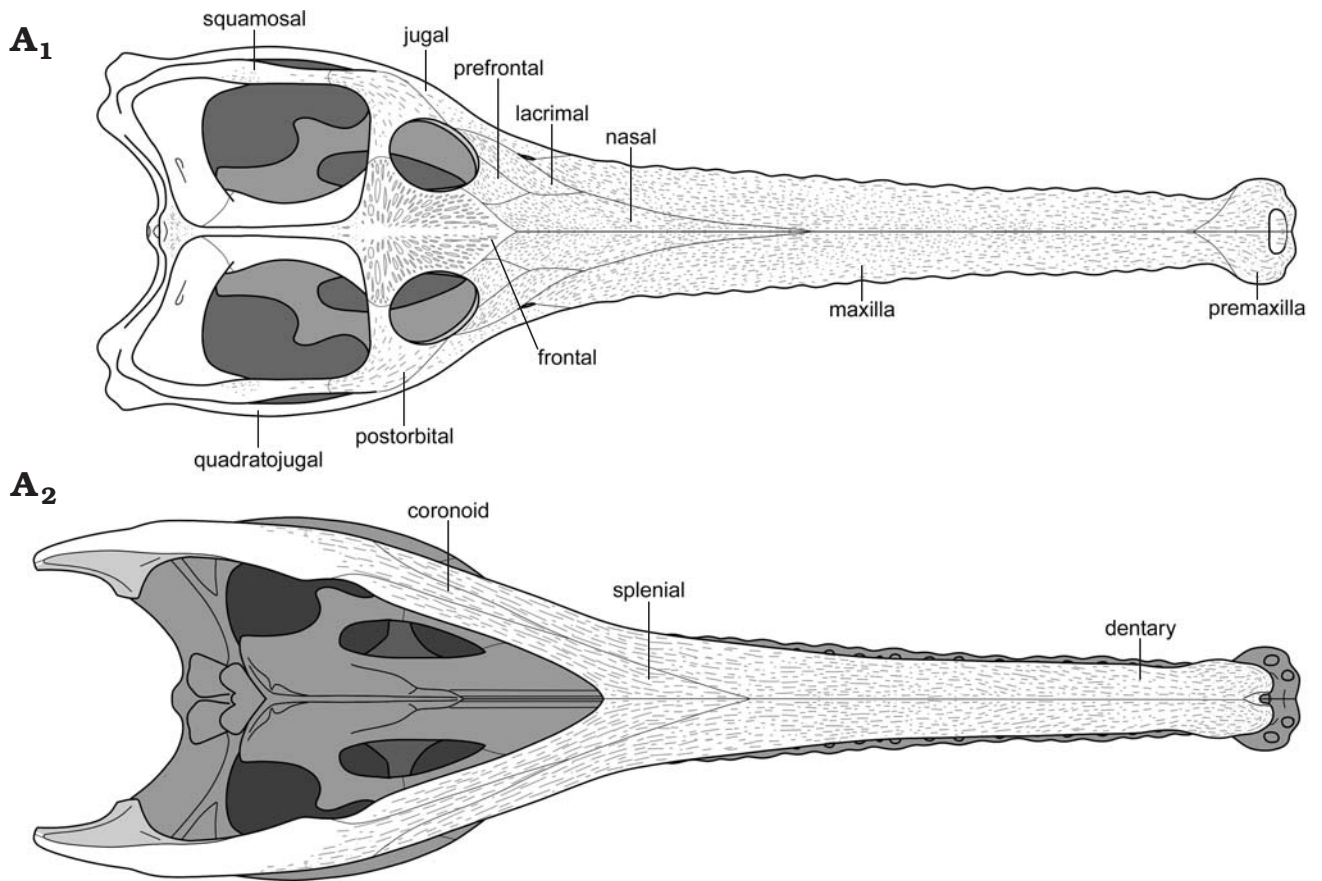 A1
squamosal
jugal
prefrontal
lacrimal
nasal
maxilla
premaxilla
frontal
postorbital
quadratojugal
A2
coronoid
splenial
dentary